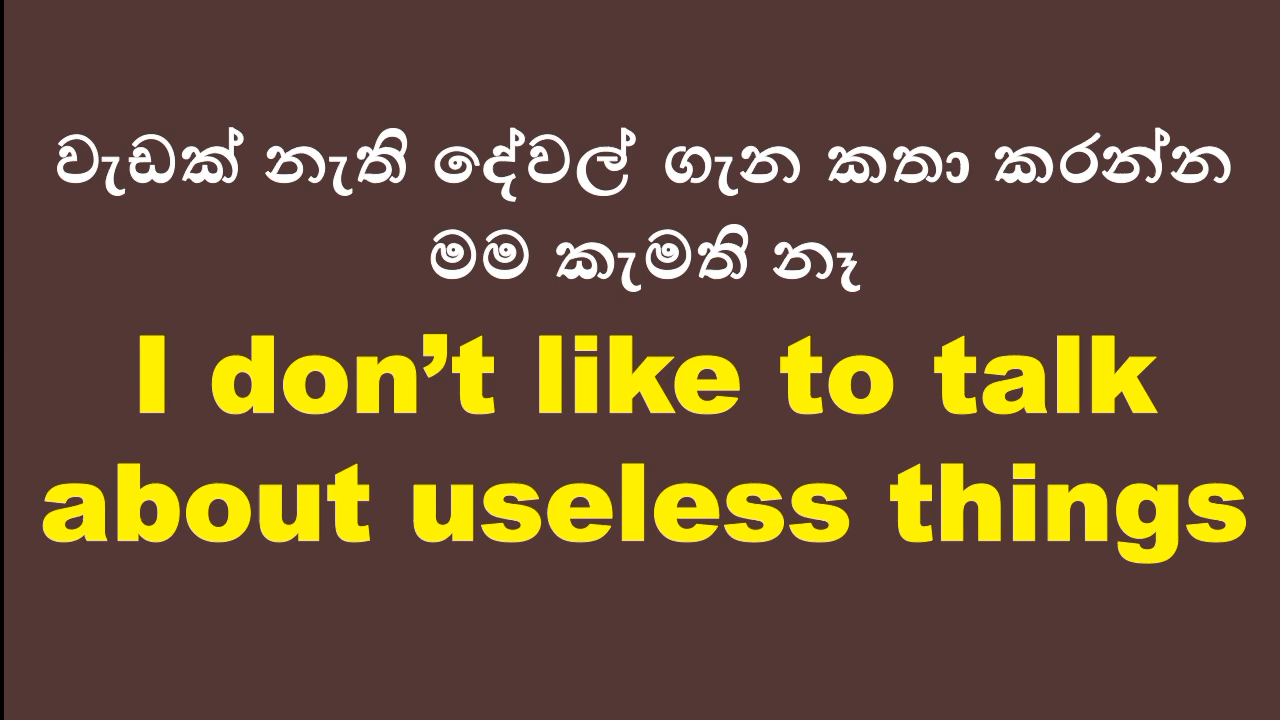 වැඩක් නැති දේවල් ගැන කතා කරන්න
මම කැමති නෑ
I don’t like to talk
about useless things